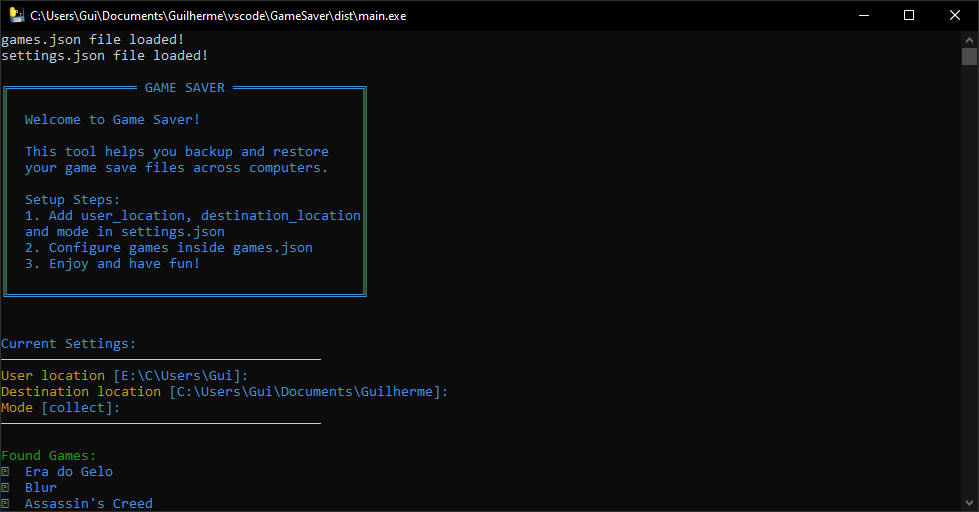 C:\Users\Gui\Documents\Guilherme\vscode\GameSaver\dist\main.exe
games.json file loaded!
settings.json file loaded!
GAME SAVER
Welcome to Game Saver!
This tool helps you backup and restore
your game save files across computers.
Setup Steps:
1. Add user_location, destination_location
and mode in settings.json
2. Configure games inside games.json
3. Enjoy and have fun!
Current Settings:
User location [E:\C\Users\Gui]:
Destination location [C:\Users\Gui\Documents\Guilherme]:
Mode [collect]:
Found Games:
Era do Gelo
Blur
Assassin's Creed